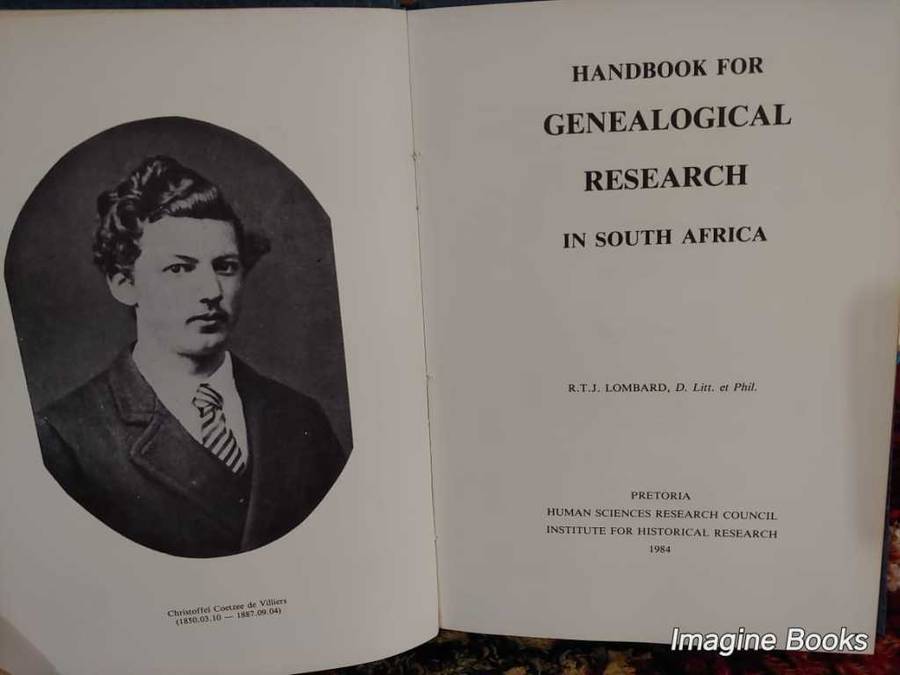 Christoffel Coetzee de Villiers
(1850.03.10 — 1887.09.04)
HANDBOOK FOR
GENEALOGICAL
RESEARCH
IN SOUTH AFRICA
R.T.J. LOMBARD, D. Litt. et Phil.
PRETORIA
HUMAN SCIENCES RESEARCH COUNCIL
INSTITUTE FOR HISTORICAL RESEARCH
1984
Imagine Books